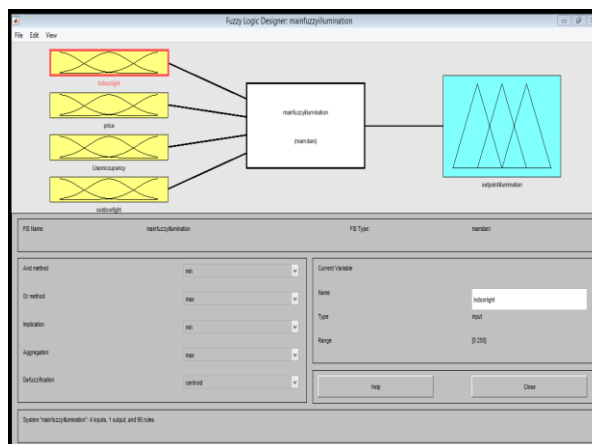 Fuzzy Logic Designer: mainfuzzyillumination
File Edit View
indoorlight
price
Useroccupancy
outdoorlight
mainfuzzyillumination
(mamdani)
setpointillumination
FIS Name: mainfuzzyillumination FIS Type: mamdani
And method min
Or method max
Implication min
Aggregation max
Defuzzification centroid
Current Variable
Name indoorlight
Type input
Range [0 250]
Help Close
System "mainfuzzyillumination": 4 inputs, 1 output, and 90 rules